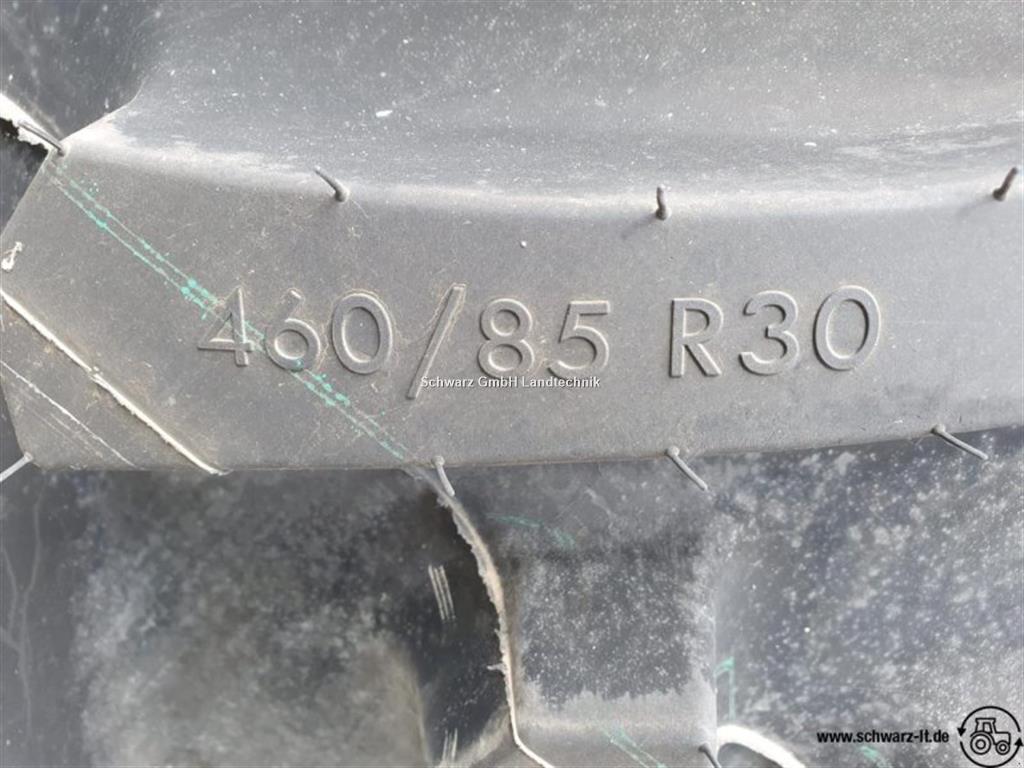 460/85 R30
Schwarz GmbH Landtechnik
www.schwarz-lt.de